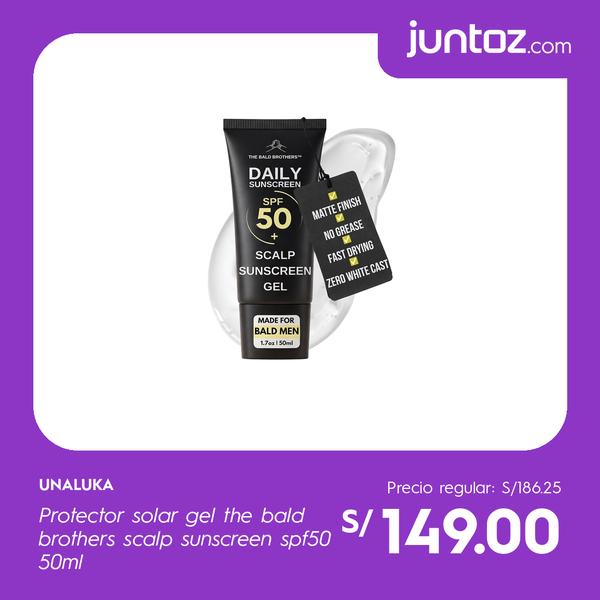 juntoz.com
THE BALD BROTHERS™
DAILY
SUNSCREEN
SPF
50
+
SCALP
SUNSCREEN
GEL
MADE FOR
BALD MEN
1.7oz | 50ml
MATTE FINISH
NO GREASE
FAST DRYING
ZERO WHITE CAST
UNALUKA
Protector solar gel the bald
brothers scalp sunscreen spf50
50ml
Precio regular: S/186.25
S/149.00